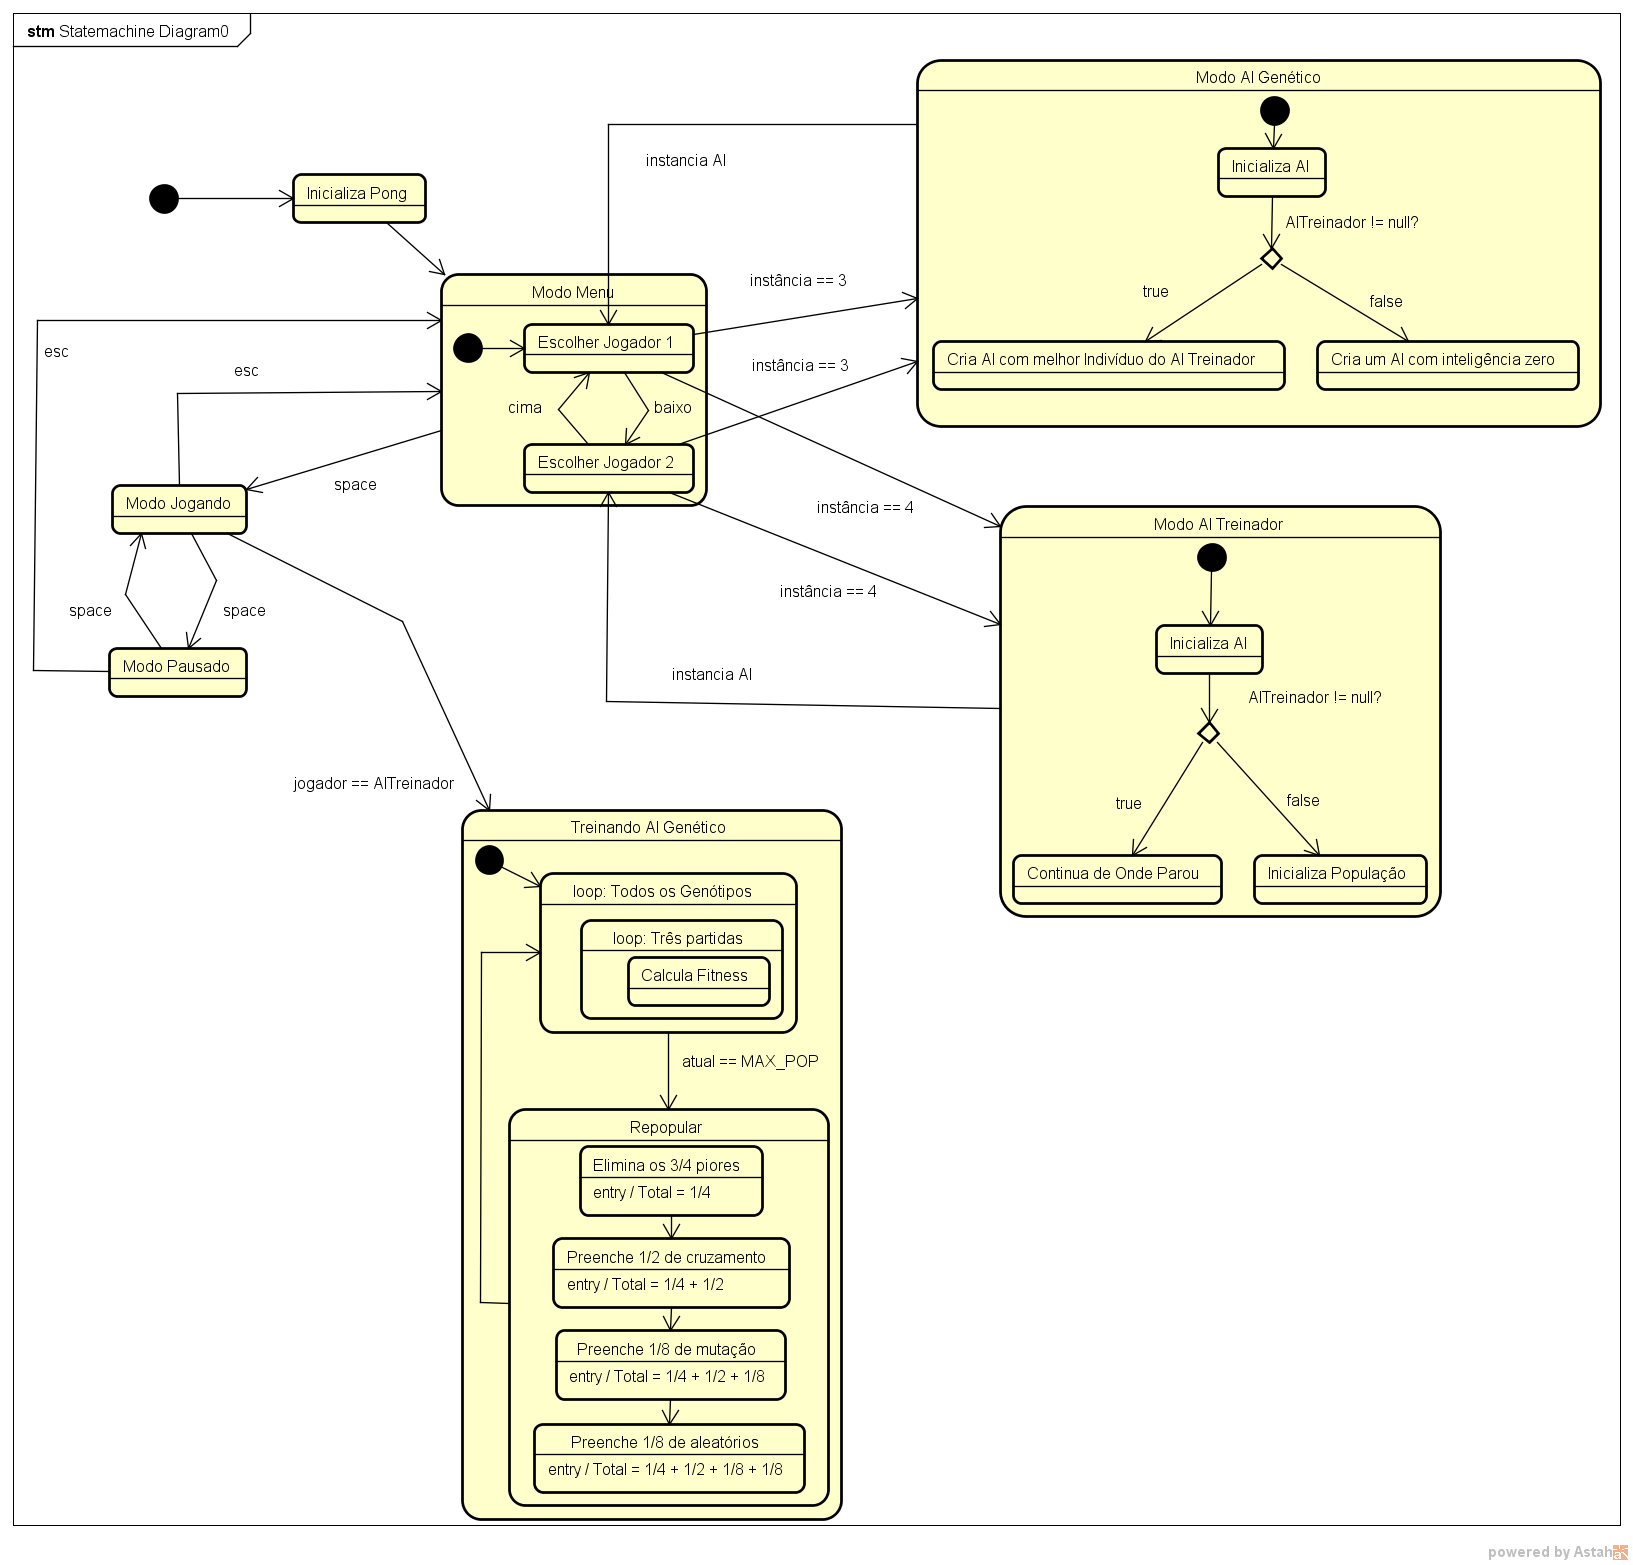 stm Statemachine Diagram0
Modo AI Genético
Inicializa AI
AITreinador != null?
true
false
Cria AI com melhor Indivíduo do AI Treinador
Cria um AI com inteligência zero
instancia AI
Inicializa Pong
Modo Menu
Escolher Jogador 1
cima
baixo
Escolher Jogador 2
instância == 3
instância == 3
instância == 4
instância == 4
instancia AI
esc
esc
space
Modo Jogando
space
space
Modo Pausado
Modo AI Treinador
Inicializa AI
AITreinador != null?
true
false
Continua de Onde Parou
Inicializa População
jogador == AITreinador
Treinando AI Genético
loop: Todos os Genótipos
loop: Três partidas
Calcula Fitness
atual == MAX_POP
Repopular
Elimina os 3/4 piores
entry / Total = 1/4
Preenche 1/2 de cruzamento
entry / Total = 1/4 + 1/2
Preenche 1/8 de mutação
entry / Total = 1/4 + 1/2 + 1/8
Preenche 1/8 de aleatórios
entry / Total = 1/4 + 1/2 + 1/8 + 1/8
powered by Astah